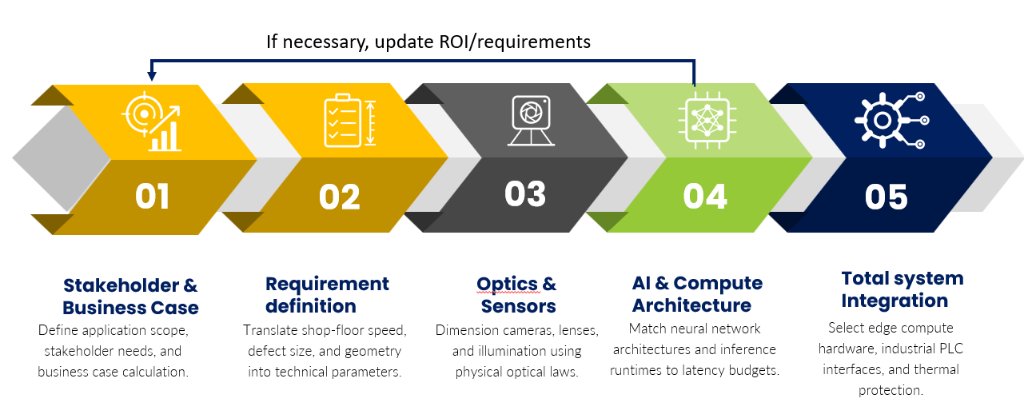 If necessary, update ROI/requirements
01
02
03
04
05
Stakeholder &
Business Case
Define application scope,
stakeholder needs, and
business case calculation.
Requirement
definition
Translate shop-floor speed,
defect size, and geometry
into technical parameters.
Optics &
Sensors
Dimension cameras, lenses,
and illumination using
physical optical laws.
AI & Compute
Architecture
Match neural network
architectures and inference
runtimes to latency budgets.
Total system
Integration
Select edge compute
hardware, industrial PLC
interfaces, and thermal
protection.